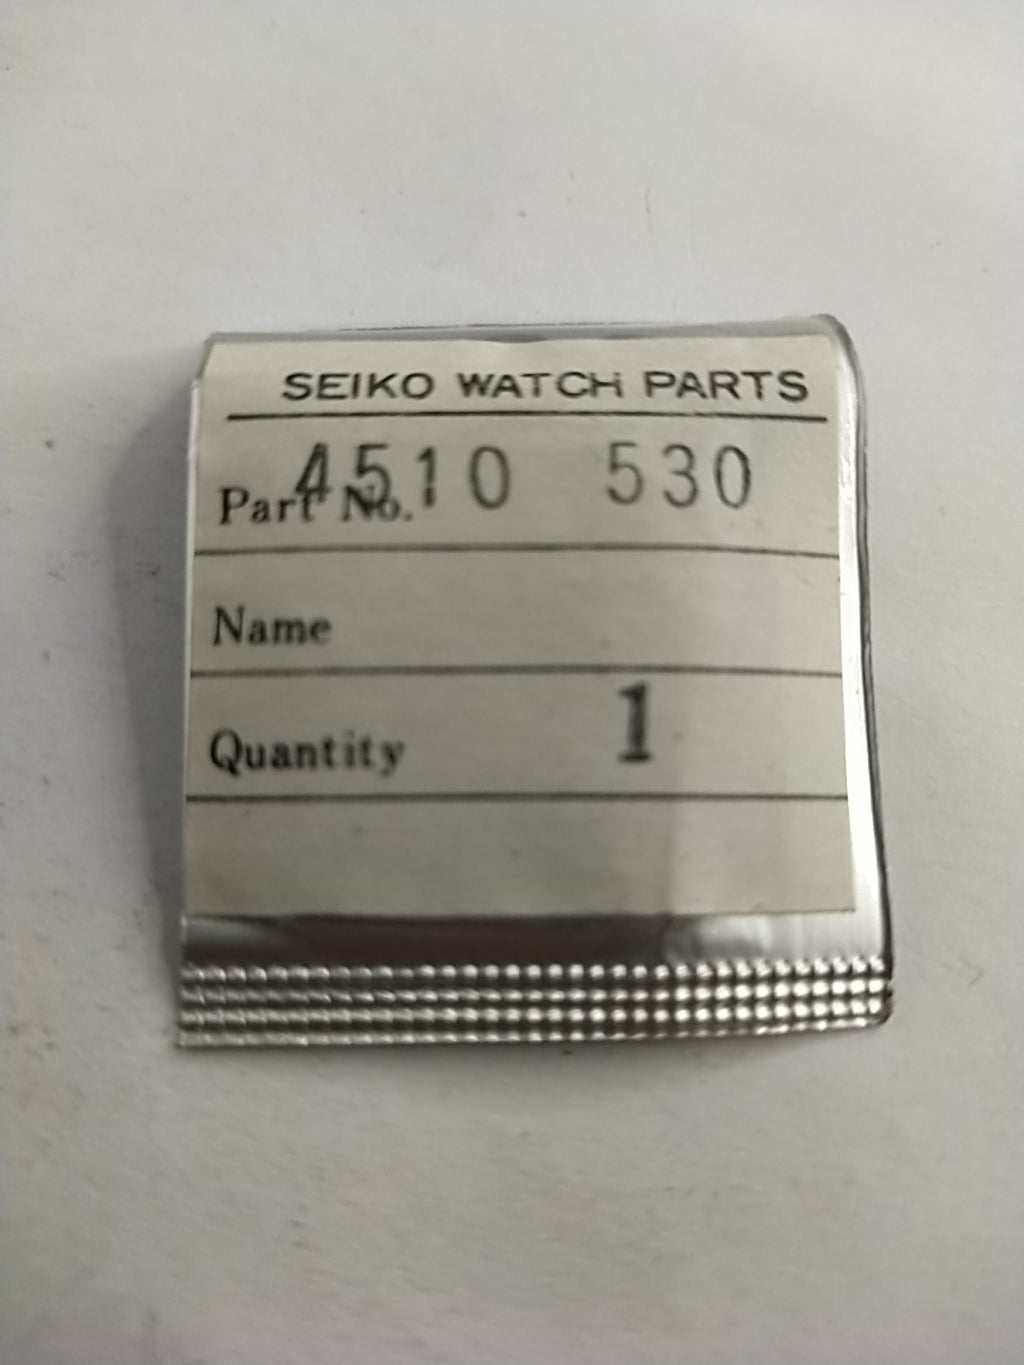 SEIKO WATCH PARTS
Part No. 4510 530
Name
Quantity 1